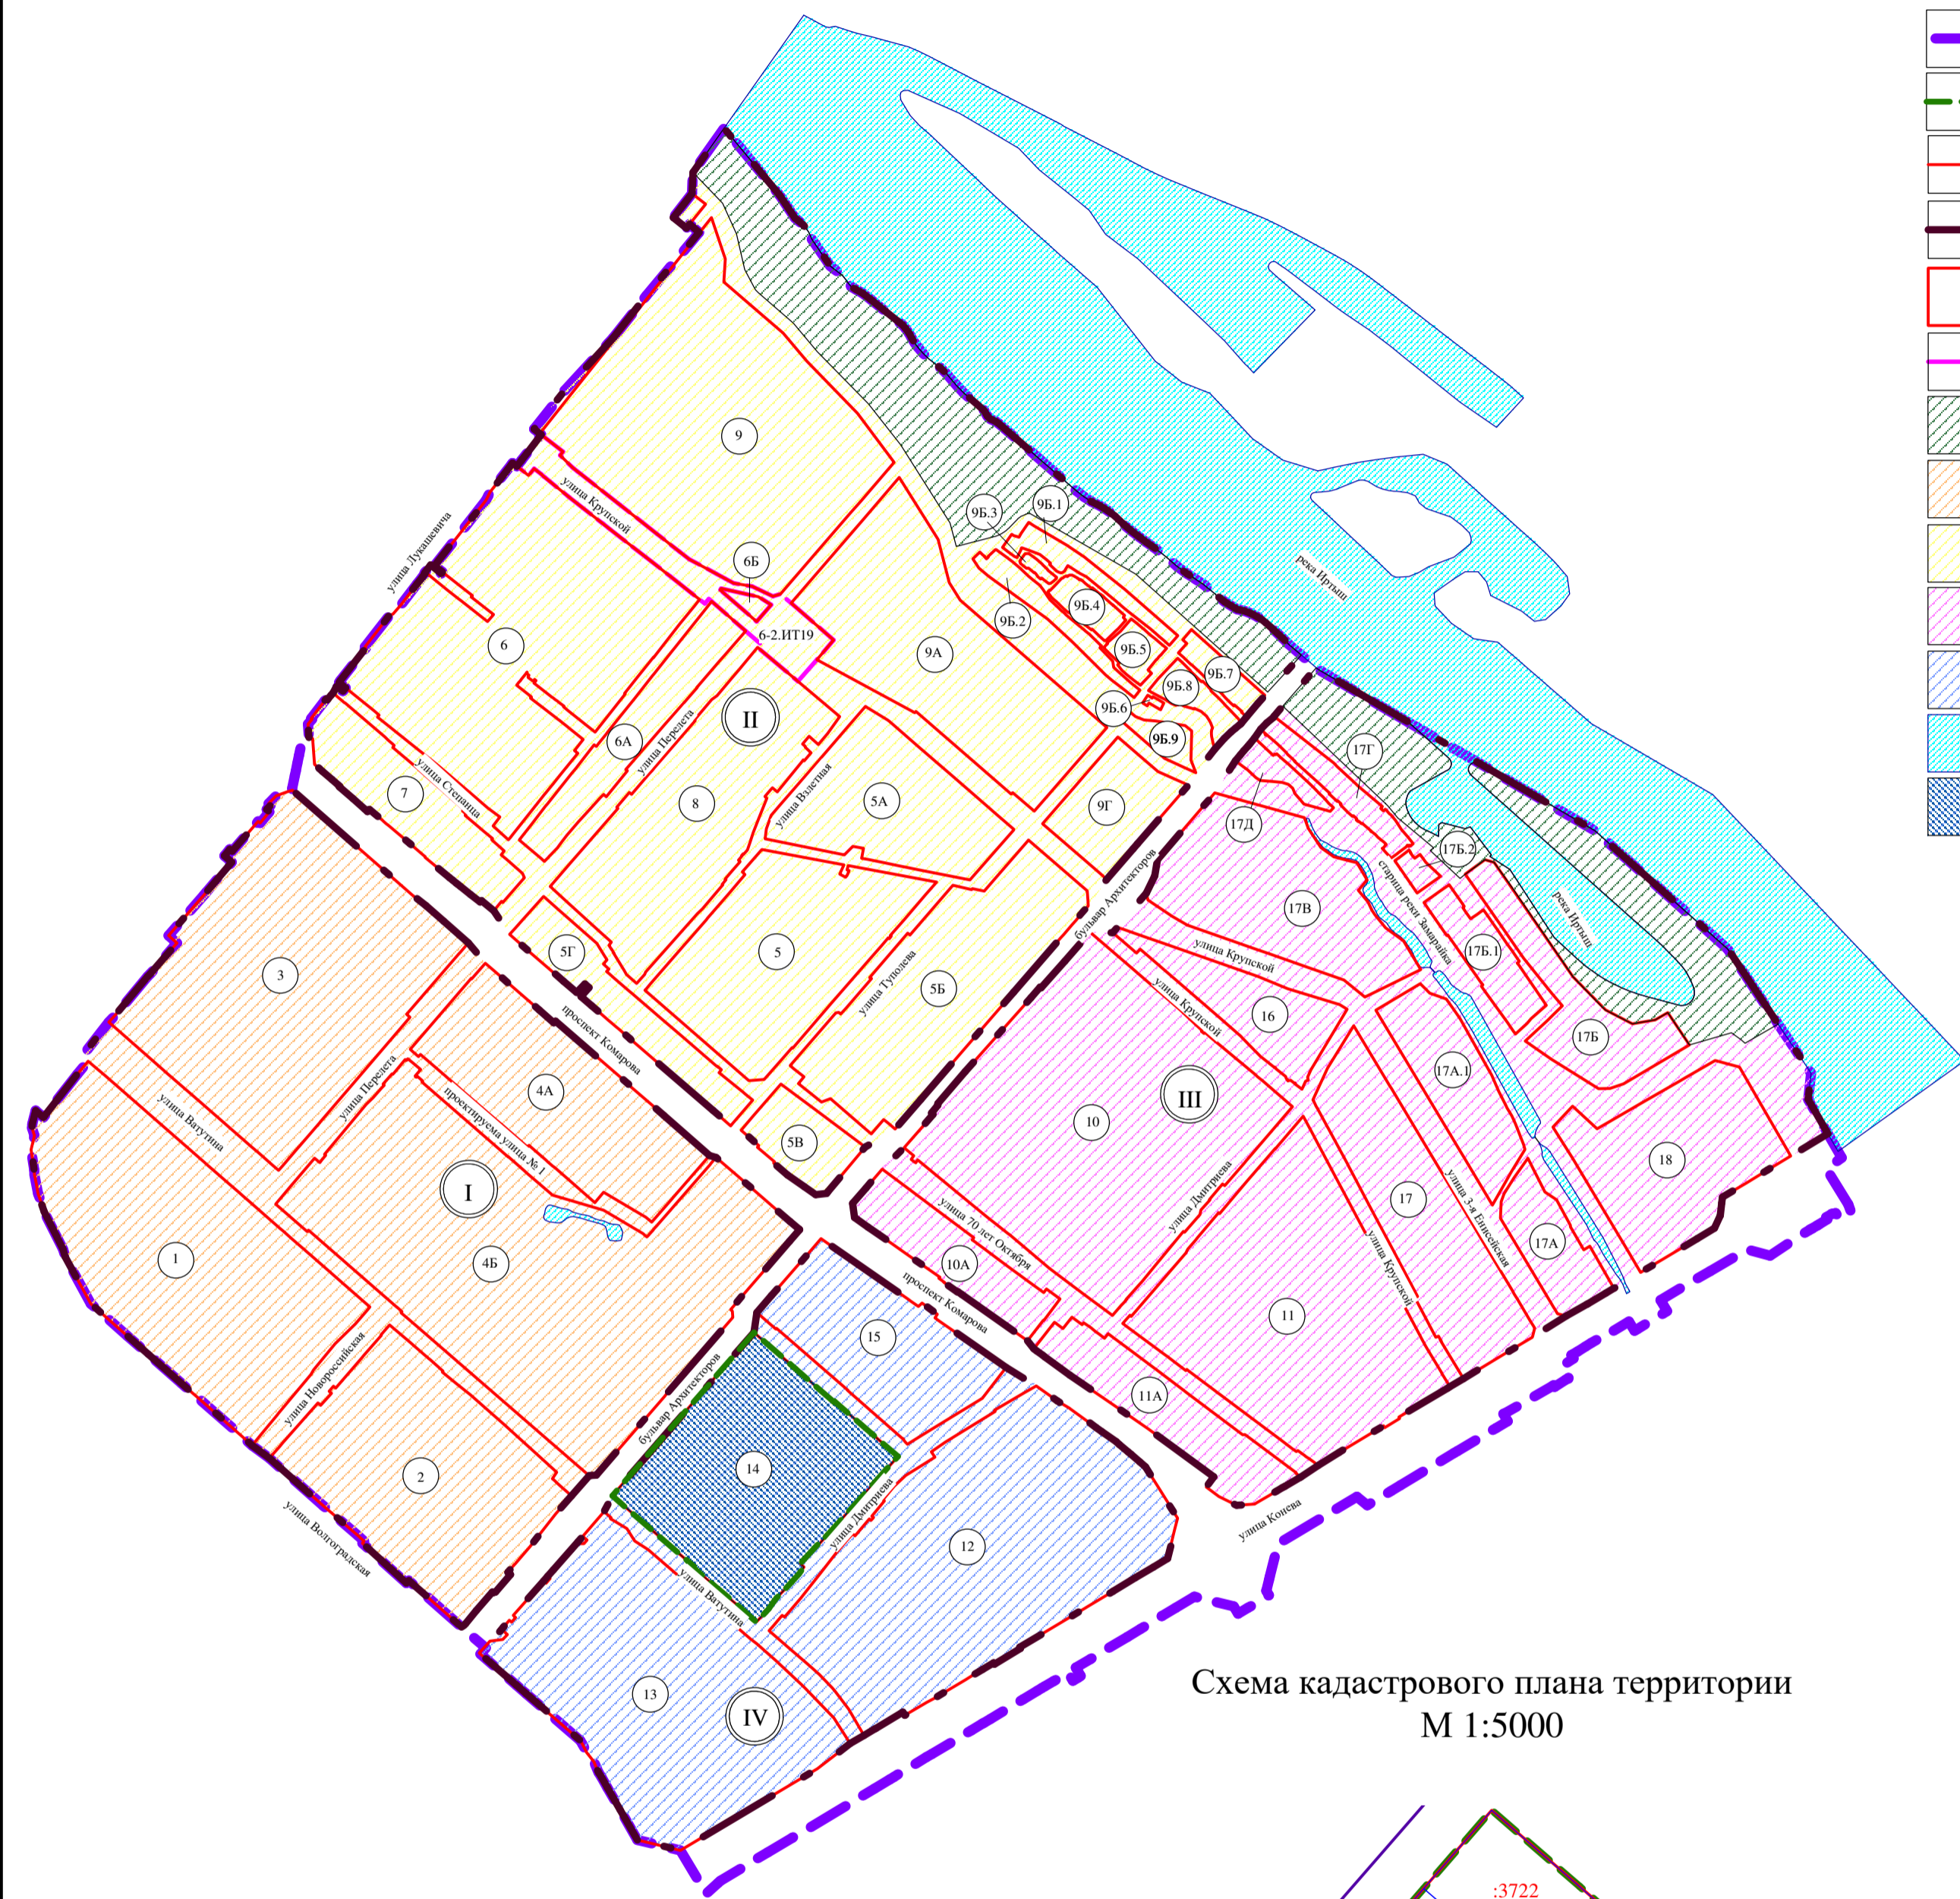 9
9Б.3
9Б.1
улица Крупской
6Б
9Б.4
9Б.2
6-2.ИТ19
9А
9Б.5
9Б.7
9Б.8
9Б.6
9Б.9
река Иртыш
улица Лукашевича
6
6А
улица Перелета
II
улица Степанца
7
8
улица Взлетная
5А
9Г
17Г
17Д
17Б.2
старица реки Замарайка
бульвар Архитекторов
17В
река Иртыш
17Б.1
улица Крупской
3
5Г
5
5Б
улица Туполева
проспект Комарова
улица Крупской
16
17Б
17А.1
4А
улица Перелета
улица Ватутина
проектируема улица № 1
10
III
5В
18
I
улица Дмитриева
17
улица 3-я Енисейская
17А
1
4Б
улица 70 лет Октября
10А
проспект Комарова
улица Крупской
11
15
улица Новороссийская
бульвар Архитекторов
11А
14
2
улица Дмитриева
улица Волгоградская
улица Конева
12
улица Ватутина
13
IV
Схема кадастрового плана территории
М 1:5000
:3722